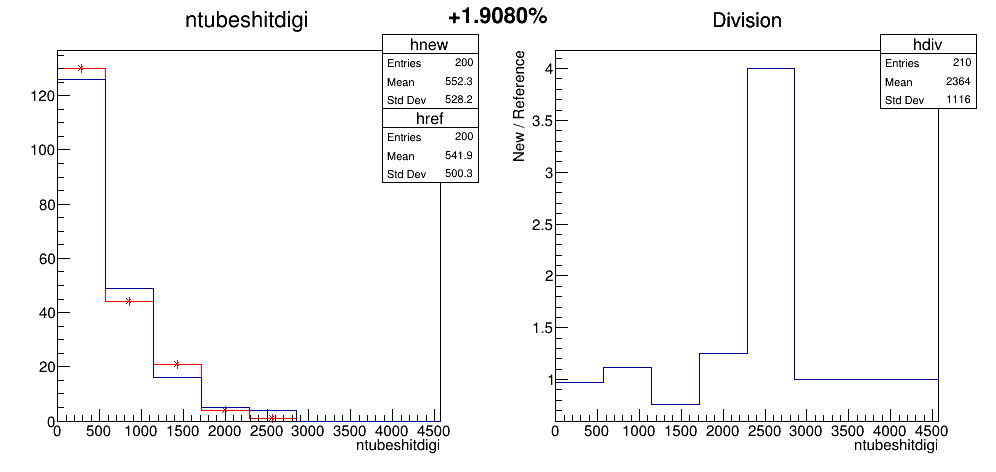 +1.9080%
ntubeshitdigi
hnew
Entries 200
Mean 552.3
Std Dev 528.2
href
Entries 200
Mean 541.9
Std Dev 500.3
120
100
80
60
40
20
0
0 500 1000 1500 2000 2500 3000 3500 4000 4500
ntubeshitdigi
Division
hdiv
Entries 210
Mean 2364
Std Dev 1116
New / Reference
4
3.5
3
2.5
2
1.5
1
0 500 1000 1500 2000 2500 3000 3500 4000 4500
ntubeshitdigi